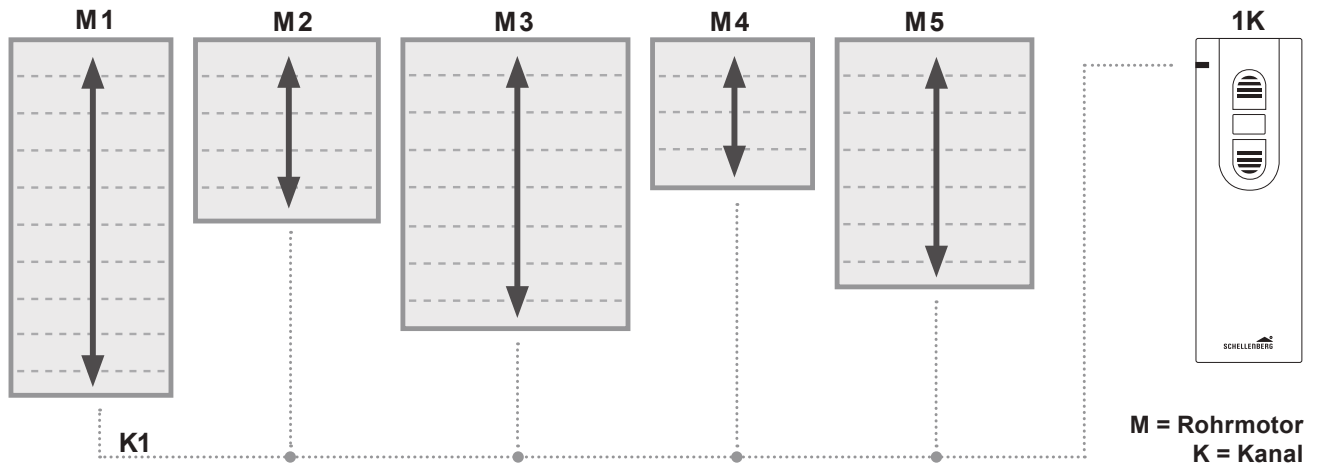 M1 M2 M3 M4 M5 1K
SCHELLENBERG
K1
M = Rohrmotor
K = Kanal